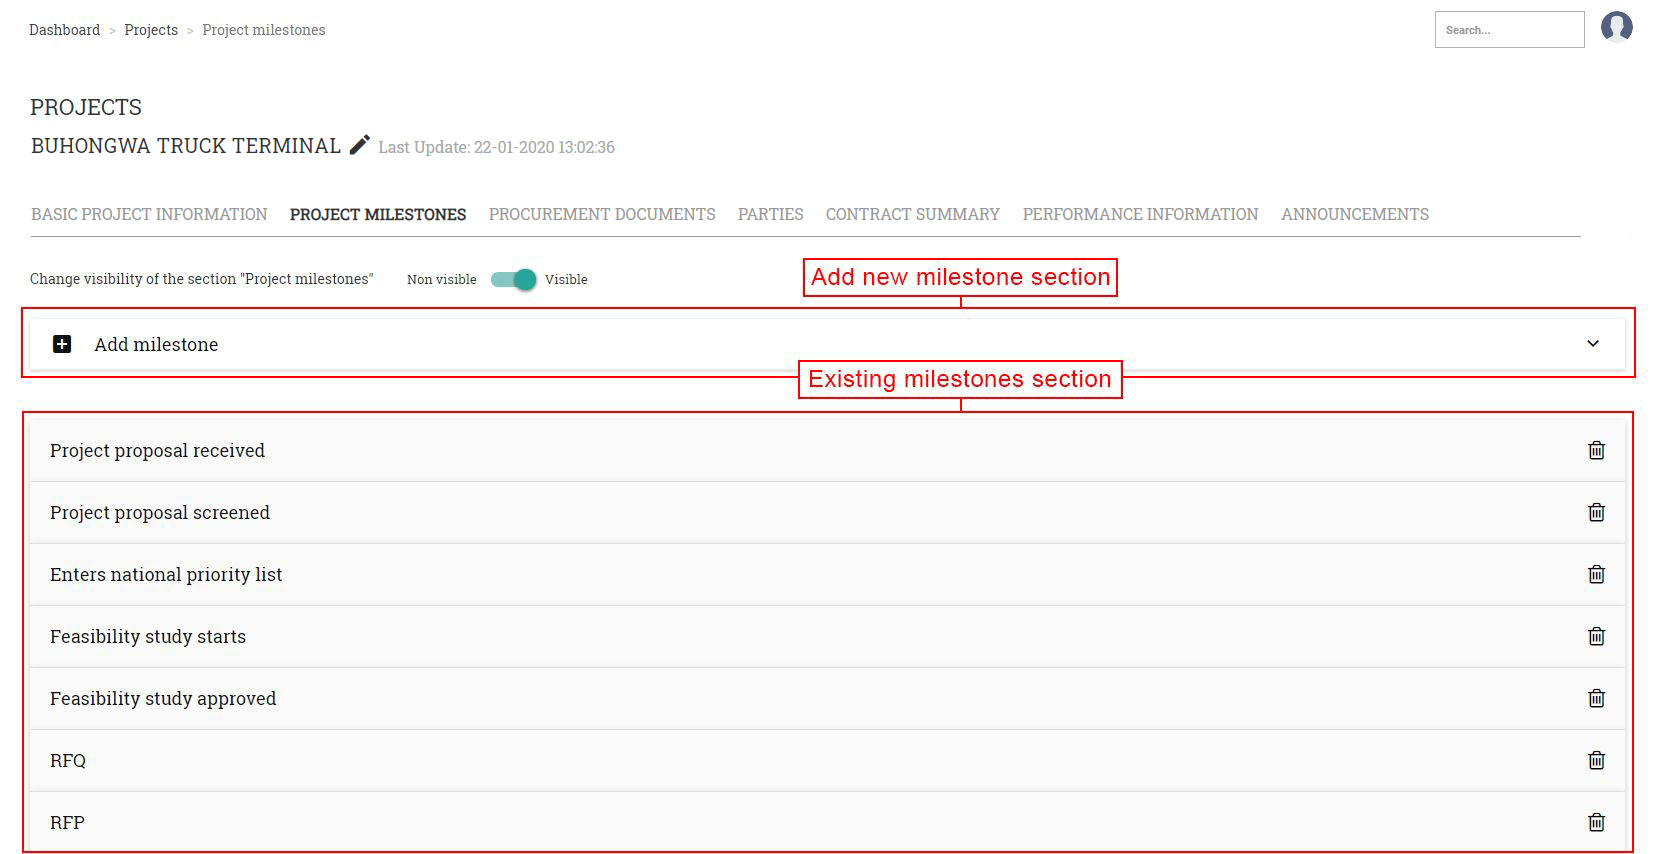 Dashboard > Projects > Project milestones
Search...
PROJECTS
BUHONGWA TRUCK TERMINAL Last Update: 22-01-2020 13:02:36
BASIC PROJECT INFORMATION PROJECT MILESTONES PROCUREMENT DOCUMENTS PARTIES CONTRACT SUMMARY PERFORMANCE INFORMATION ANNOUNCEMENTS
Change visibility of the section "Project milestones" Non visible Visible
Add new milestone section
Add milestone
Existing milestones section
Project proposal received
Project proposal screened
Enters national priority list
Feasibility study starts
Feasibility study approved
RFQ
RFP